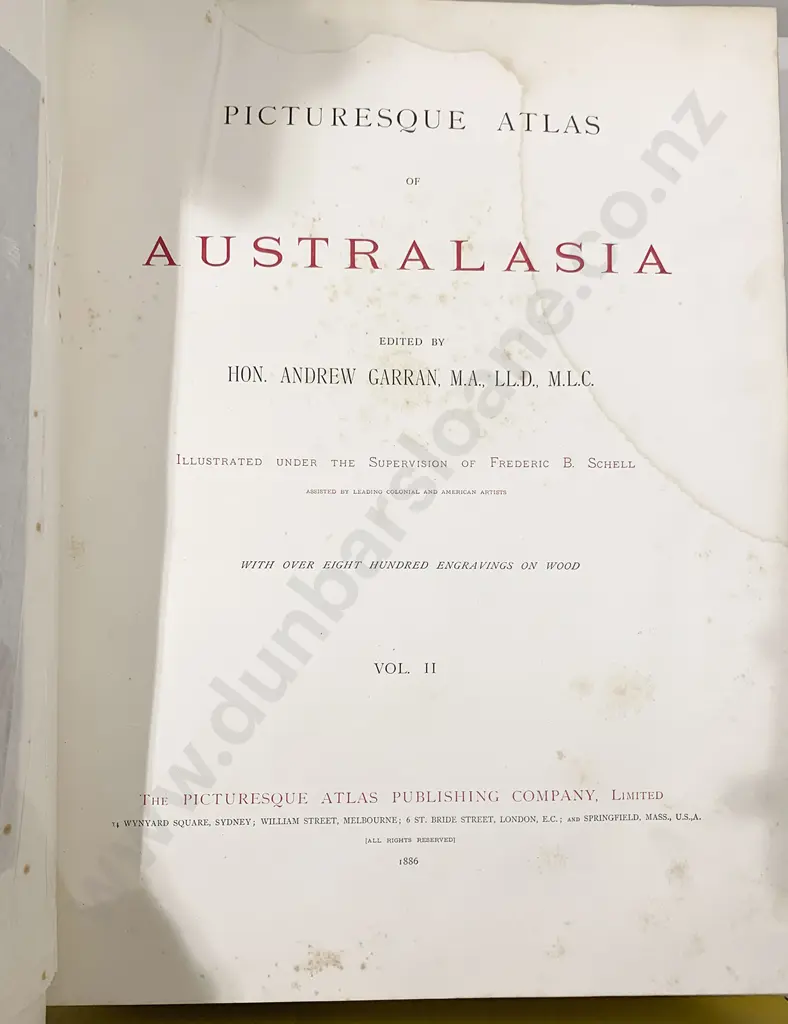 PICTURESQUE ATLAS
OF
AUSTRALASIA
EDITED BY
HON. ANDREW GARRAN, M.A., LL.D., M.L.C.
ILLUSTRATED UNDER THE SUPERVISION OF FREDERIC B. SCHELL
ASSISTED BY LEADING COLONIAL AND AMERICAN ARTISTS
WITH OVER EIGHT HUNDRED ENGRAVINGS ON WOOD
VOL. II
THE PICTURESQUE ATLAS PUBLISHING COMPANY, LIMITED
14 WYNYARD SQUARE, SYDNEY; WILLIAM STREET, MELBOURNE; 6 ST. BRIDE STREET, LONDON, E.C.; AND SPRINGFIELD, MASS., U.S.,A.
[ALL RIGHTS RESERVED]
1886
www.dunbarsloane.co.nz